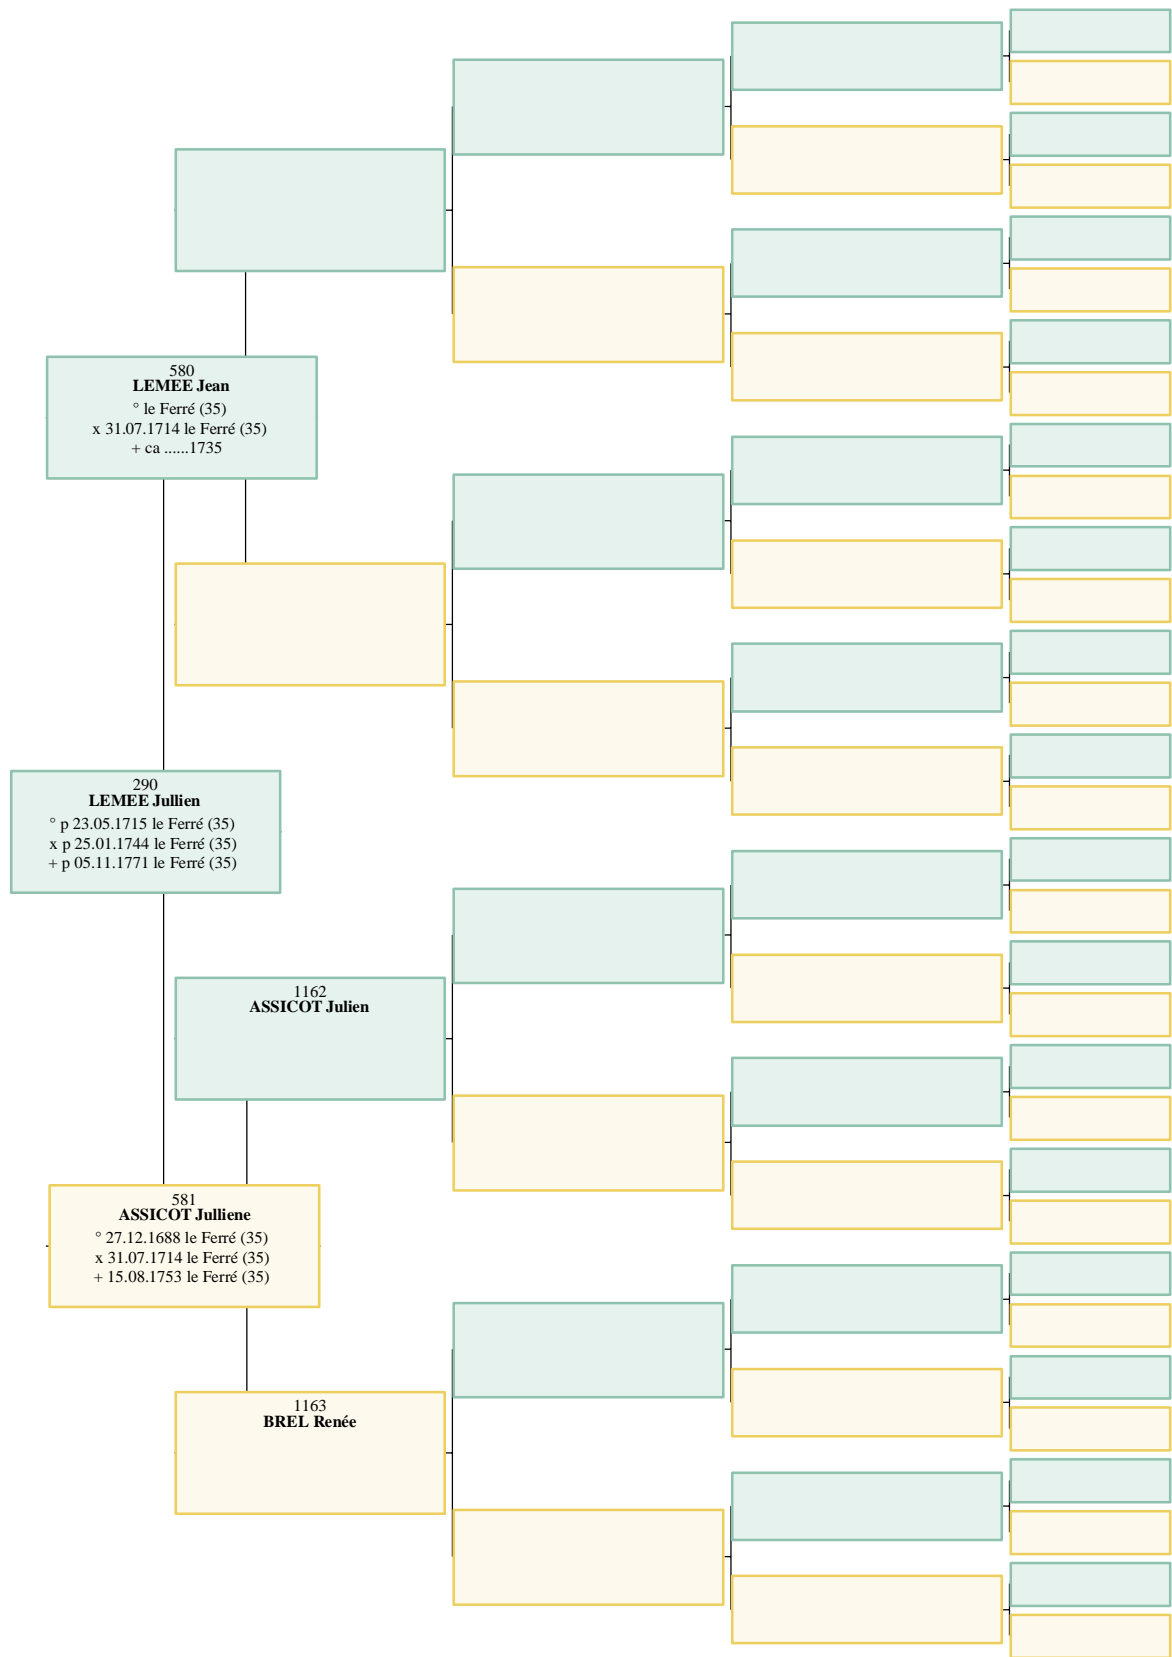 580
LEMEE Jean
° le Ferré (35)
x 31.07.1714 le Ferré (35)
+ ca ......1735
290
LEMEE Jullien
° p 23.05.1715 le Ferré (35)
x p 25.01.1744 le Ferré (35)
+ p 05.11.1771 le Ferré (35)
1162
ASSICOT Julien
581
ASSICOT Julliene
° 27.12.1688 le Ferré (35)
x 31.07.1714 le Ferré (35)
+ 15.08.1753 le Ferré (35)
1163
BREL Renée